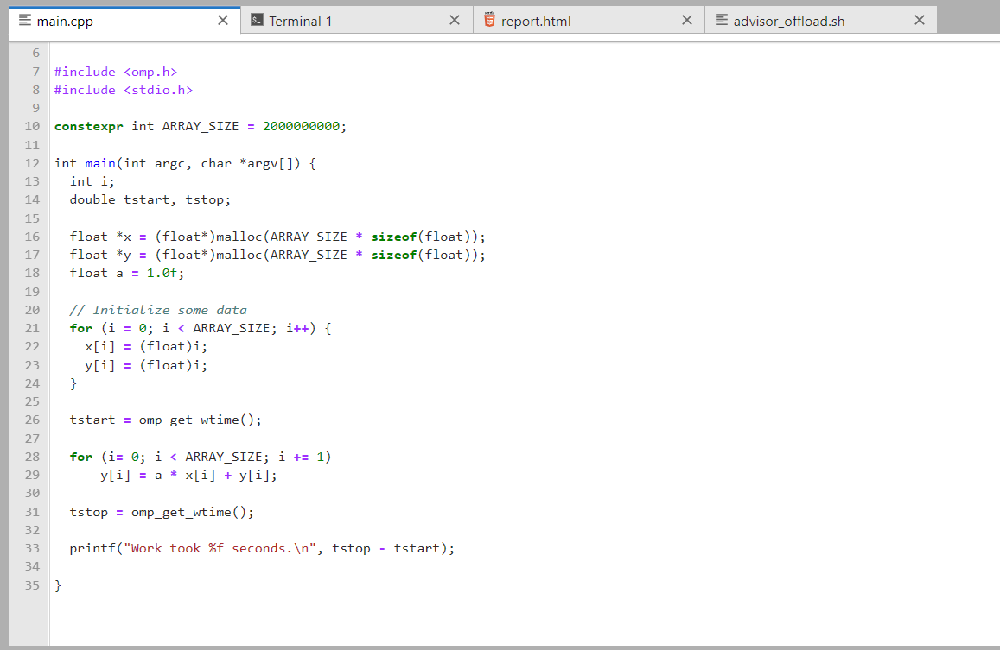 main.cpp
Terminal 1
report.html
advisor_offload.sh
6
7 #include <omp.h>
8 #include <stdio.h>
9
10 constexpr int ARRAY_SIZE = 2000000000;
11
12 int main(int argc, char *argv[]) {
13   int i;
14   double tstart, tstop;
15
16   float *x = (float*)malloc(ARRAY_SIZE * sizeof(float));
17   float *y = (float*)malloc(ARRAY_SIZE * sizeof(float));
18   float a = 1.0f;
19
20   // Initialize some data
21   for (i = 0; i < ARRAY_SIZE; i++) {
22     x[i] = (float)i;
23     y[i] = (float)i;
24   }
25
26   tstart = omp_get_wtime();
27
28   for (i= 0; i < ARRAY_SIZE; i += 1)
29       y[i] = a * x[i] + y[i];
30
31   tstop = omp_get_wtime();
32
33   printf("Work took %f seconds.\n", tstop - tstart);
34
35 }